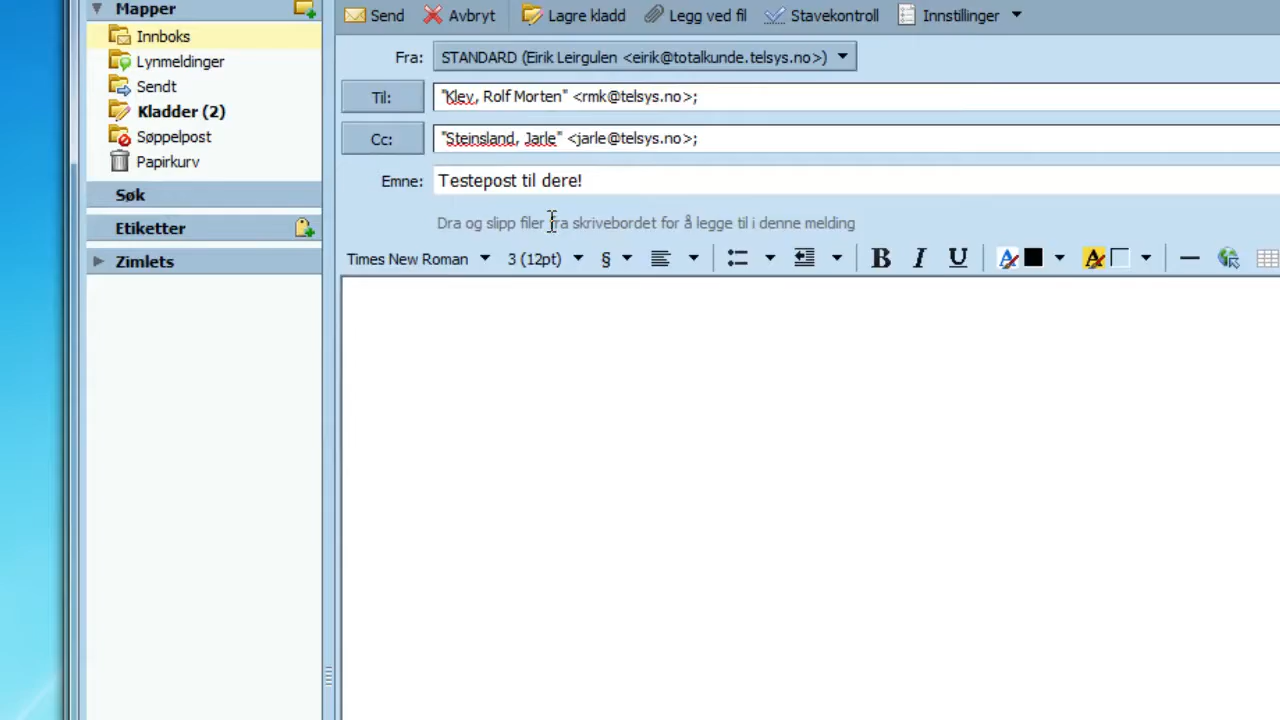 Mapper
Innboks
Lynmeldinger
Sendt
Kladder (2)
Søppelpost
Papirkurv
Søk
Etiketter
Zimlets
Send Avbryt Lagre kladd Legg ved fil Stavekontroll Innstillinger
Fra: STANDARD (Eirik Leirgulen <eirik@totalkunde.telsys.no>)
Til: "Klev, Rolf Morten" <rmk@telsys.no>;
Cc: "Steinsland, Jarle" <jarle@telsys.no>;
Emne: Testepost til dere!
Dra og slipp filer fra skrivebordet for å legge til i denne melding
Times New Roman 3 (12pt) § B I U